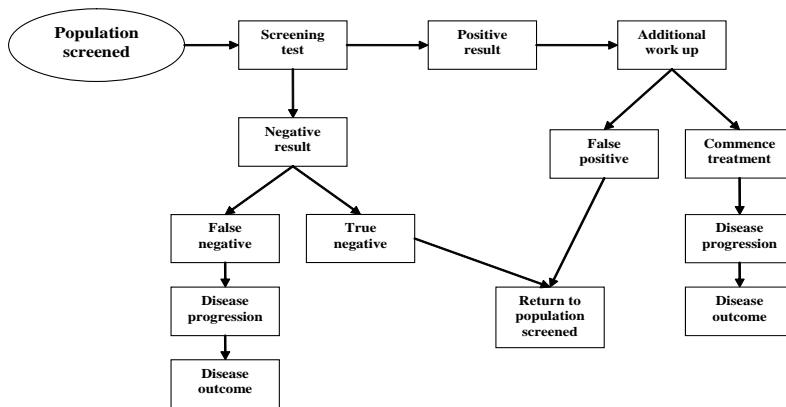 Population
screened
Screening
test
Positive
result
Additional
work up
Negative
result
False
positive
Commence
treatment
False
negative
True
negative
Disease
progression
Disease
progression
Return to
population
screened
Disease
outcome
Disease
outcome